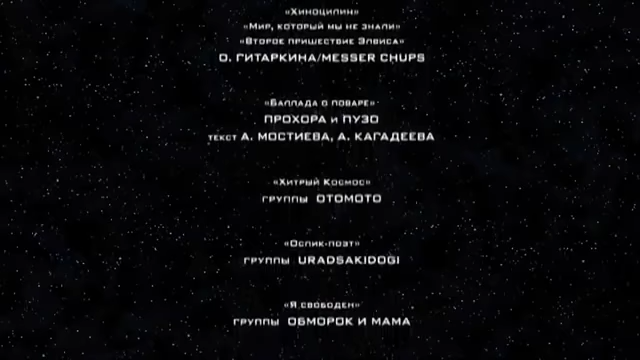 «Хиноцилин»
«Мир, который мы не знали»
«Второе пришествие Элвиса»
О. ГИТАРКИНА/MESSER CHUPS
«Баллада о поваре»
ПРОХОРА и ПУЗО
текст А. МОСТИЕВА, А. КАГАДЕЕВА
«Хитрый Космос»
группы ОТОМОТО
«Ослик-поэт»
группы URADSAKIDOGI
«Я свободен»
группы ОБМОРОК И МАМА